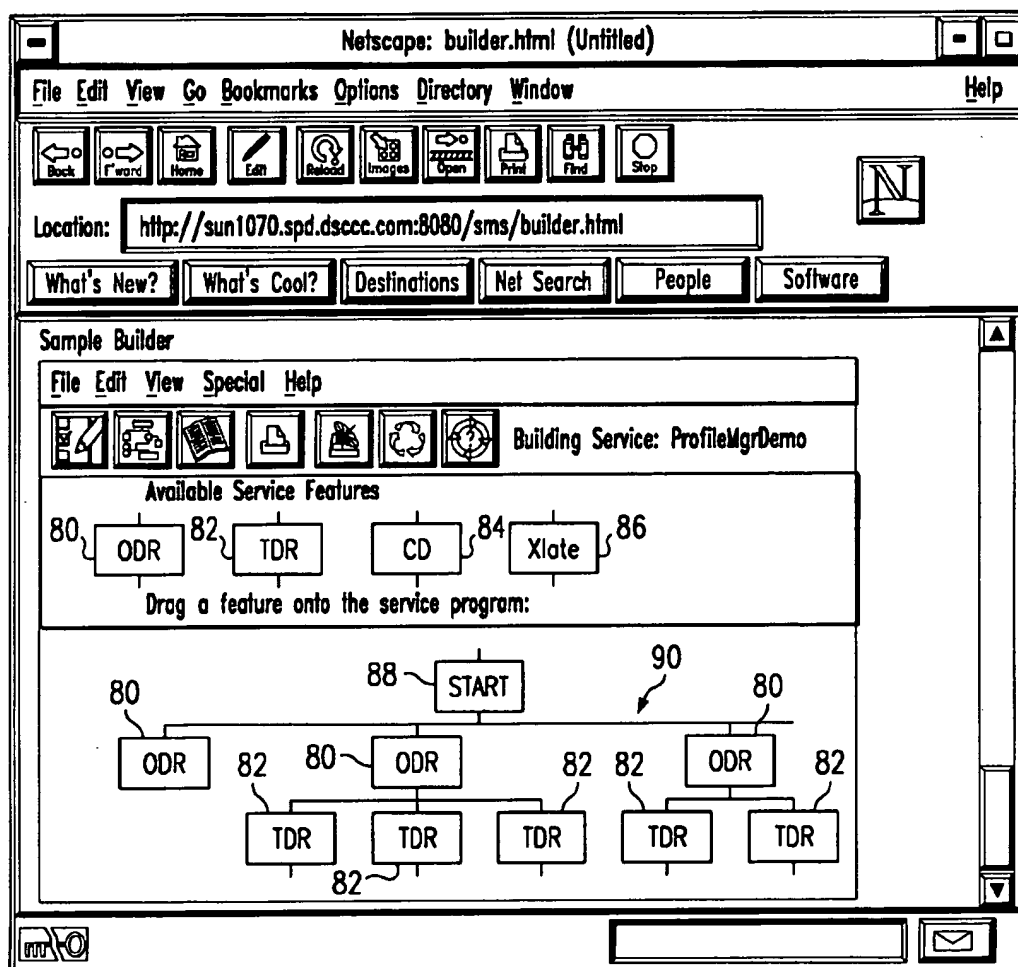 Netscape: builder.html (Untitled)
File Edit View Go Bookmarks Options Directory Window Help
Back F'ward Home Edit Reload Images Open Print Find Stop
N
Location: http://sun1070.spd.dsccc.com:8080/sms/builder.html
What's New? What's Cool? Destinations Net Search People Software
Sample Builder
File Edit View Special Help
? Building Service: ProfileMgrDemo
Available Service Features
80 ODR 82 TDR CD 84 Xlate 86
Drag a feature onto the service program:
88 START 90
80 ODR 80 ODR 80 ODR
82 TDR 82 TDR 82 TDR 82 TDR 82 TDR